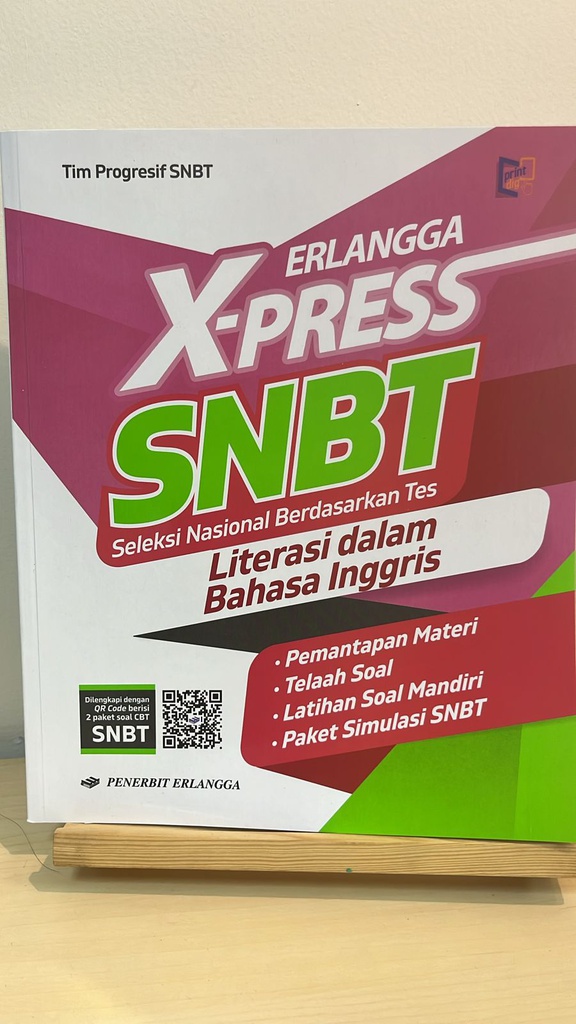 Tim Progresif SNBT
print
ERLANGGA
X-PRESS
SNBT
Seleksi Nasional Berdasarkan Tes
Literasi dalam
Bahasa Inggris
• Pemantapan Materi
• Telaah Soal
• Latihan Soal Mandiri
• Paket Simulasi SNBT
Dilengkapi dengan
QR Code berisi
2 paket soal CBT
SNBT
PENERBIT ERLANGGA